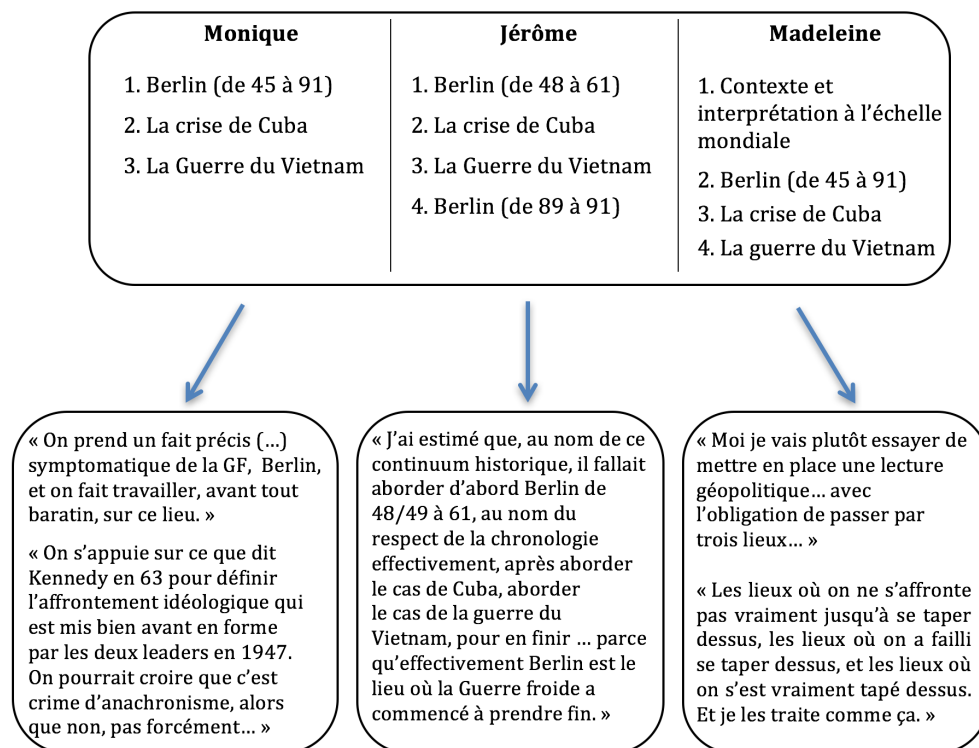 Monique
1. Berlin (de 45 à 91)
2. La crise de Cuba
3. La Guerre du Vietnam
Jérôme
1. Berlin (de 48 à 61)
2. La crise de Cuba
3. La Guerre du Vietnam
4. Berlin (de 89 à 91)
Madeleine
1. Contexte et
interprétation à l’échelle
mondiale
2. Berlin (de 45 à 91)
3. La crise de Cuba
4. La guerre du Vietnam
« On prend un fait précis (…)
symptomatique de la GF, Berlin,
et on fait travailler, avant tout
baratin, sur ce lieu. »
« On s’appuie sur ce que dit
Kennedy en 63 pour définir
l’affrontement idéologique qui
est mis bien avant en forme
par les deux leaders en 1947.
On pourrait croire que c’est
crime d’anachronisme, alors
que non, pas forcément… »
« J’ai estimé que, au nom de ce
continuum historique, il fallait
aborder d’abord Berlin de
48/49 à 61, au nom du
respect de la chronologie
effectivement, après aborder
le cas de Cuba, aborder
le cas de la guerre du
Vietnam, pour en finir … parce
qu’effectivement Berlin est le
lieu où la Guerre froide a
commencé à prendre fin. »
« Moi je vais plutôt essayer de
mettre en place une lecture
géopolitique… avec
l’obligation de passer par
trois lieux… »
« Les lieux où on ne s’affronte
pas vraiment jusqu’à se taper
dessus, les lieux où on a failli
se taper dessus, et les lieux où
on s’est vraiment tapé dessus.
Et je les traite comme ça. »